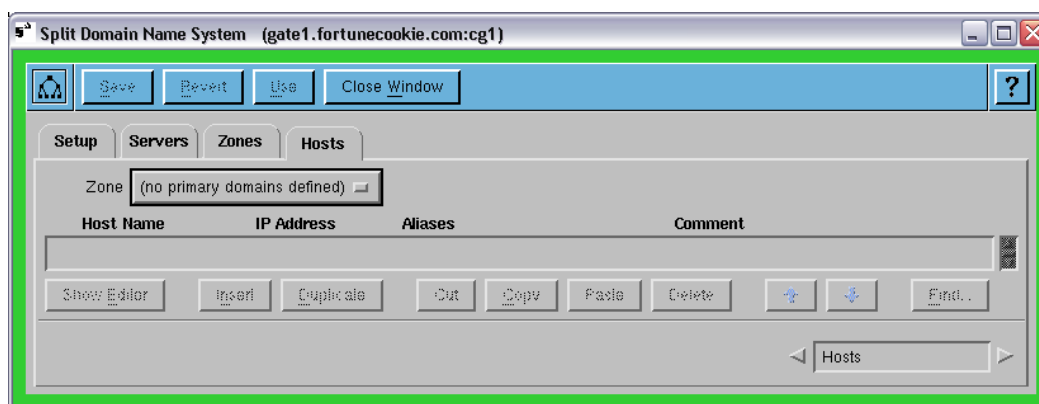 Split Domain Name System (gate1.fortunecookie.com:cg1)
Save Revert Use Close Window ?
Setup Servers Zones Hosts
Zone (no primary domains defined)
Host Name IP Address Aliases Comment
Show Editor Insert Duplicate Cut Copy Paste Delete Find...
Hosts